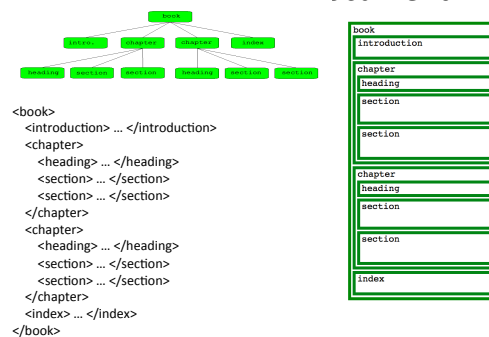 book
intro. chapter chapter index
heading section section heading section section
<book>
<introduction> ... </introduction>
<chapter>
<heading> ... </heading>
<section> ... </section>
<section> ... </section>
</chapter>
<chapter>
<heading> ... </heading>
<section> ... </section>
<section> ... </section>
</chapter>
<index> ... </index>
</book>
book
introduction
chapter
heading
section
section
chapter
heading
section
section
index